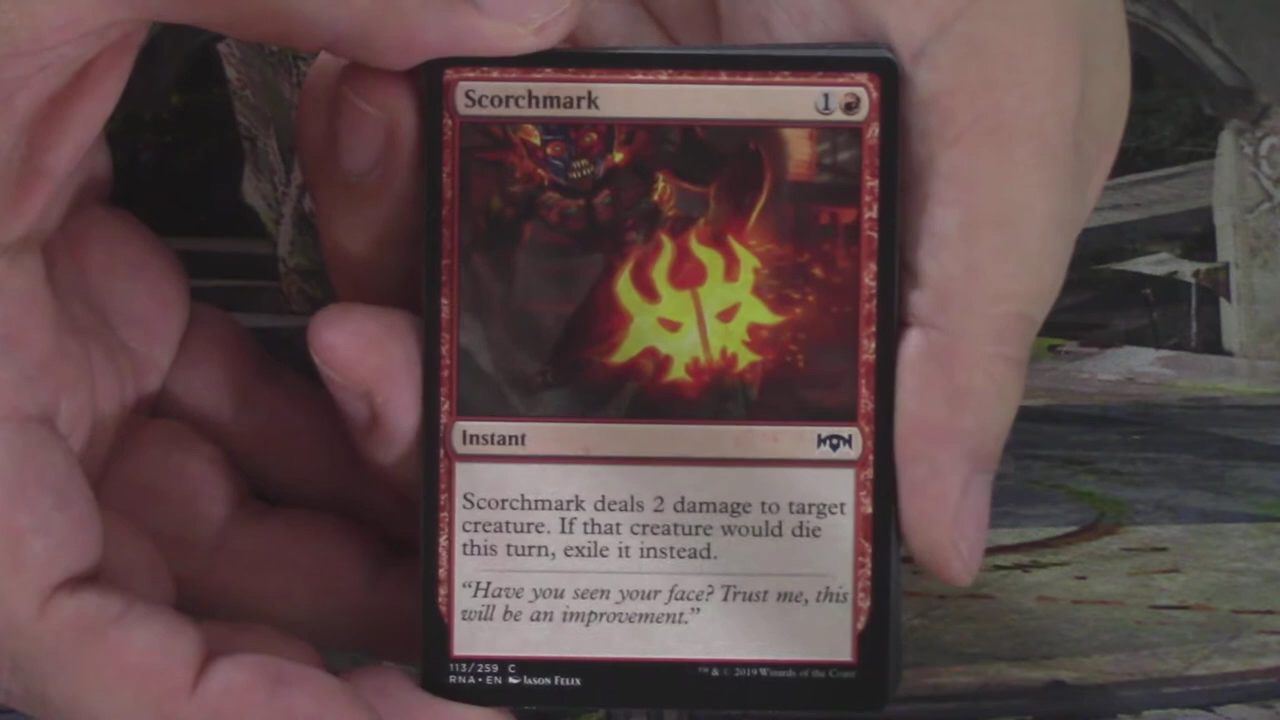 Scorchmark 1
Instant
Scorchmark deals 2 damage to target
creature. If that creature would die
this turn, exile it instead.
“Have you seen your face? Trust me, this
will be an improvement.”
113/259 C
RNA • EN Jason Felix
™ & © 2019 Wizards of the Coast